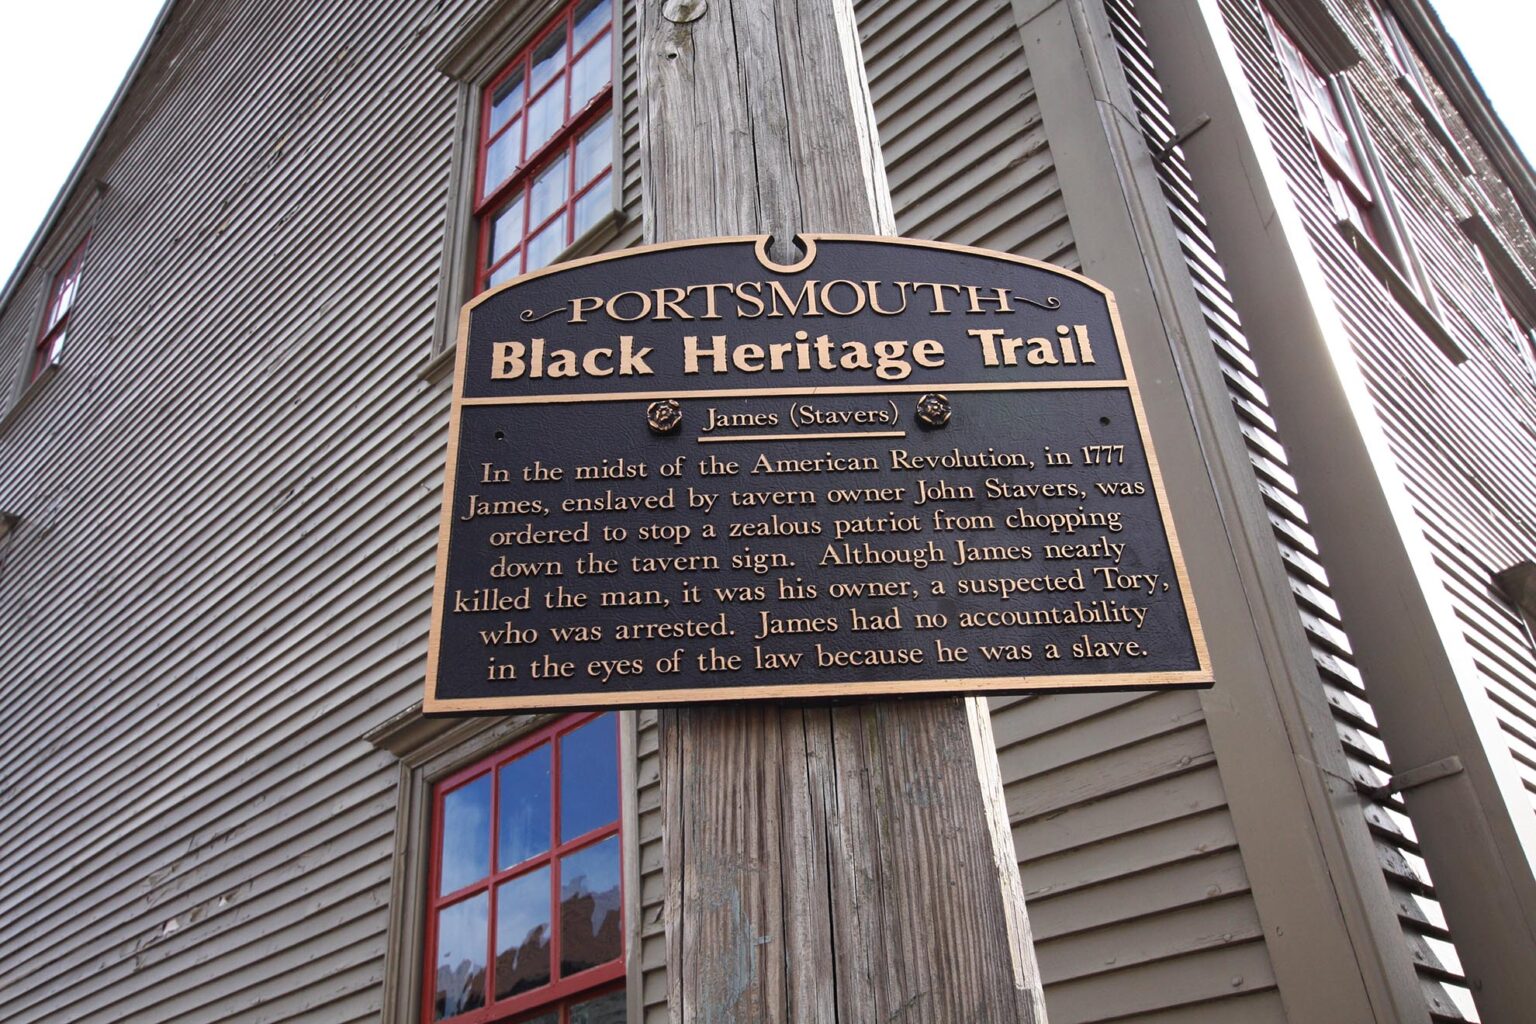 PORTSMOUTH
Black Heritage Trail
James (Stavers)
In the midst of the American Revolution, in 1777
James, enslaved by tavern owner John Stavers, was
ordered to stop a zealous patriot from chopping
down the tavern sign. Although James nearly
killed the man, it was his owner, a suspected Tory,
who was arrested. James had no accountability
in the eyes of the law because he was a slave.